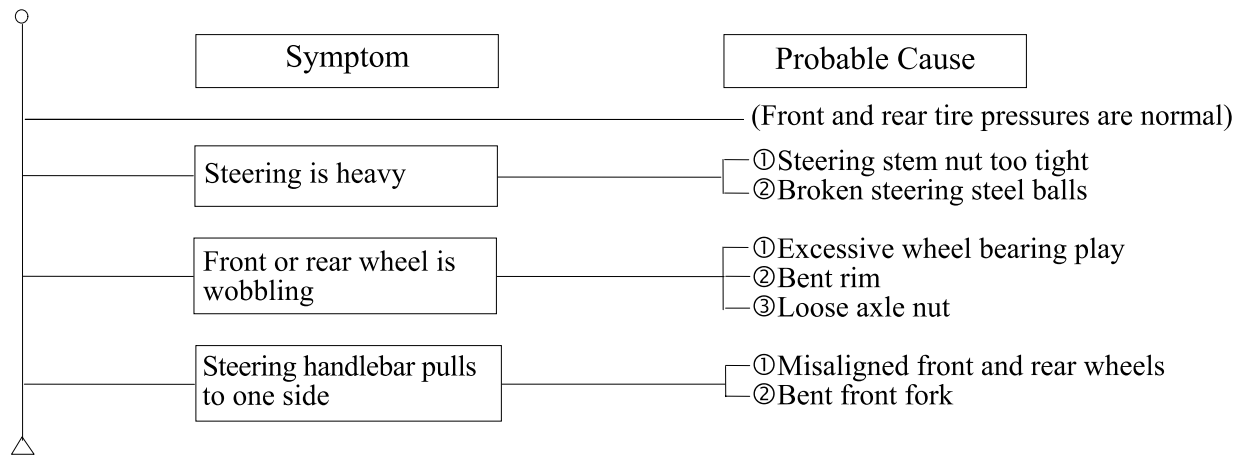 Symptom
Probable Cause
(Front and rear tire pressures are normal)
Steering is heavy
①Steering stem nut too tight
②Broken steering steel balls
Front or rear wheel is
wobbling
①Excessive wheel bearing play
②Bent rim
③Loose axle nut
Steering handlebar pulls
to one side
①Misaligned front and rear wheels
②Bent front fork